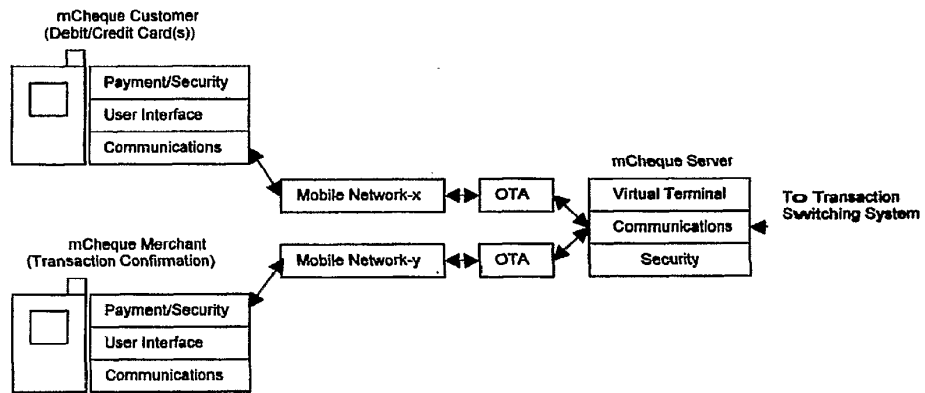 mCheque Customer
(Debit/Credit Card(s))
Payment/Security
User Interface
Communications
mCheque Server
Mobile Network-x
OTA
Virtual Terminal
To Transaction
Switching System
Communications
mCheque Merchant
(Transaction Confirmation)
Mobile Network-y
OTA
Security
Payment/Security
User Interface
Communications